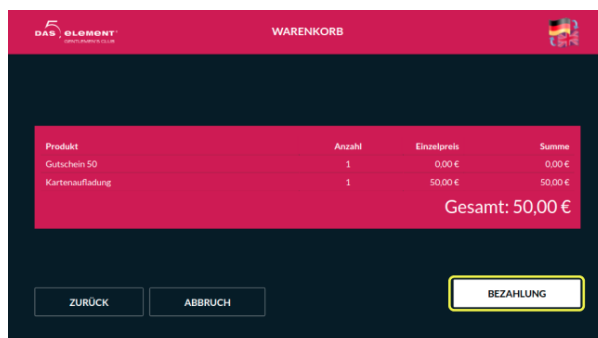 5
DAS eLeMenT
GENTLEMEN'S CLUB
WARENKORB
Produkt Anzahl Einzelpreis Summe
Gutschein 50 1 0,00 € 0,00 €
Kartenaufladung 1 50,00 € 50,00 €
Gesamt: 50,00 €
ZURÜCK ABBRUCH BEZAHLUNG